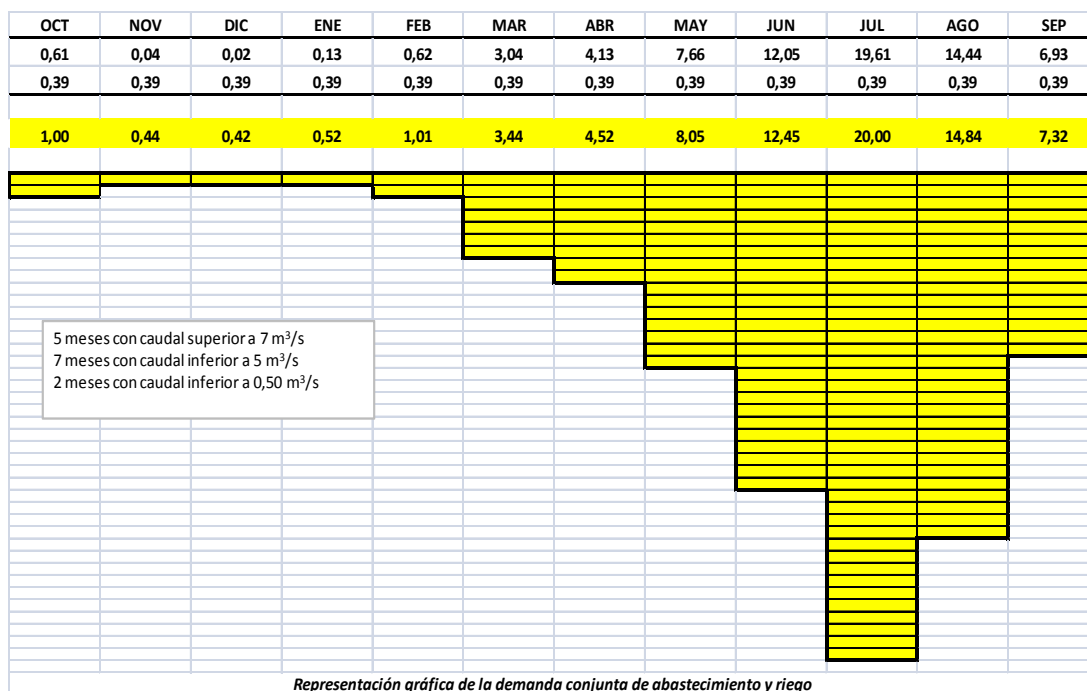 OCT NOV DIC ENE FEB MAR ABR MAY JUN JUL AGO SEP
0,61 0,04 0,02 0,13 0,62 3,04 4,13 7,66 12,05 19,61 14,44 6,93
0,39 0,39 0,39 0,39 0,39 0,39 0,39 0,39 0,39 0,39 0,39 0,39
1,00 0,44 0,42 0,52 1,01 3,44 4,52 8,05 12,45 20,00 14,84 7,32
5 meses con caudal superior a 7 m³/s
7 meses con caudal inferior a 5 m³/s
2 meses con caudal inferior a 0,50 m³/s
Representación gráfica de la demanda conjunta de abastecimiento y riego